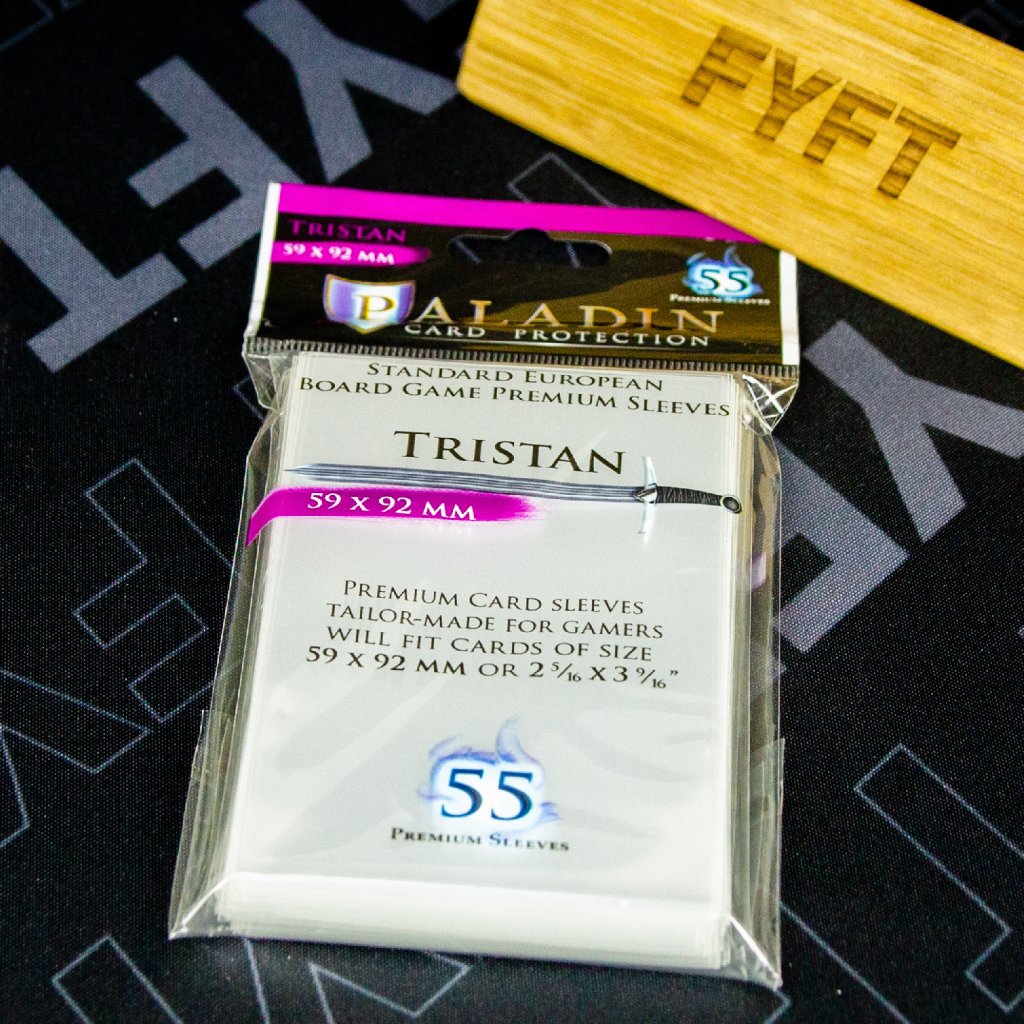 FYFT
TRISTAN
59 X 92 MM
55
PREMIUM SLEEVES
PALADIN
CARD PROTECTION
STANDARD EUROPEAN
BOARD GAME PREMIUM SLEEVES
TRISTAN
59 X 92 MM
PREMIUM CARD SLEEVES
TAILOR-MADE FOR GAMERS
WILL FIT CARDS OF SIZE
59 X 92 MM OR 2 5/16 X 3 9/16"
55
PREMIUM SLEEVES